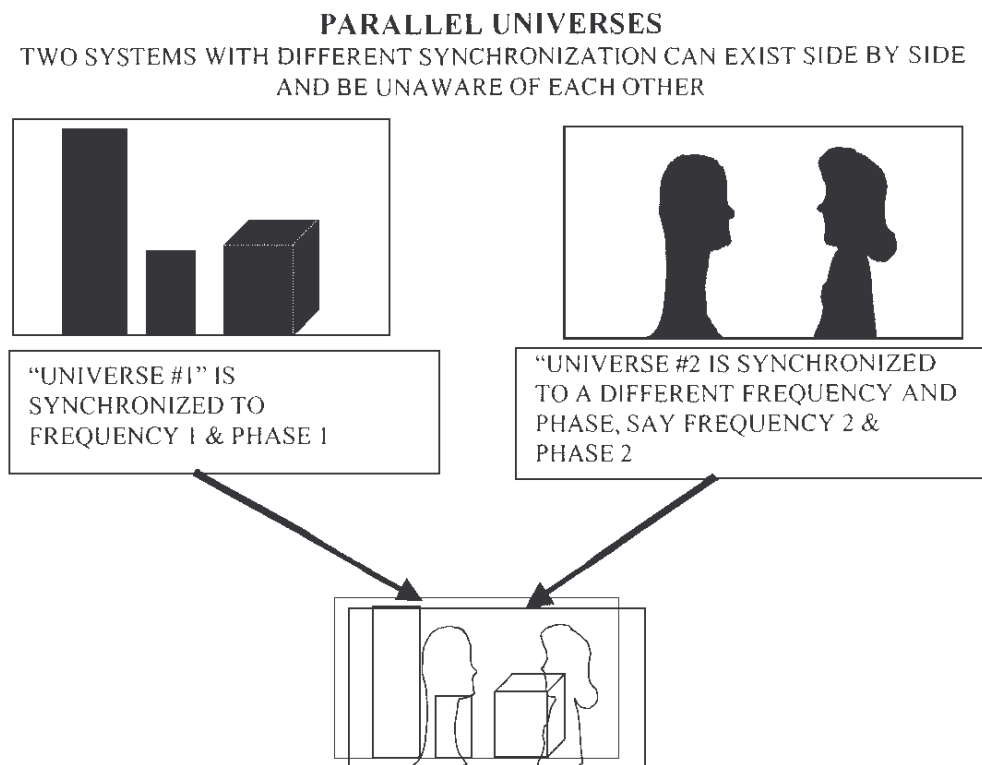 PARALLEL UNIVERSES
TWO SYSTEMS WITH DIFFERENT SYNCHRONIZATION CAN EXIST SIDE BY SIDE
AND BE UNAWARE OF EACH OTHER
“UNIVERSE #1” IS
SYNCHRONIZED TO
FREQUENCY 1 & PHASE 1
“UNIVERSE #2 IS SYNCHRONIZED
TO A DIFFERENT FREQUENCY AND
PHASE, SAY FREQUENCY 2 &
PHASE 2